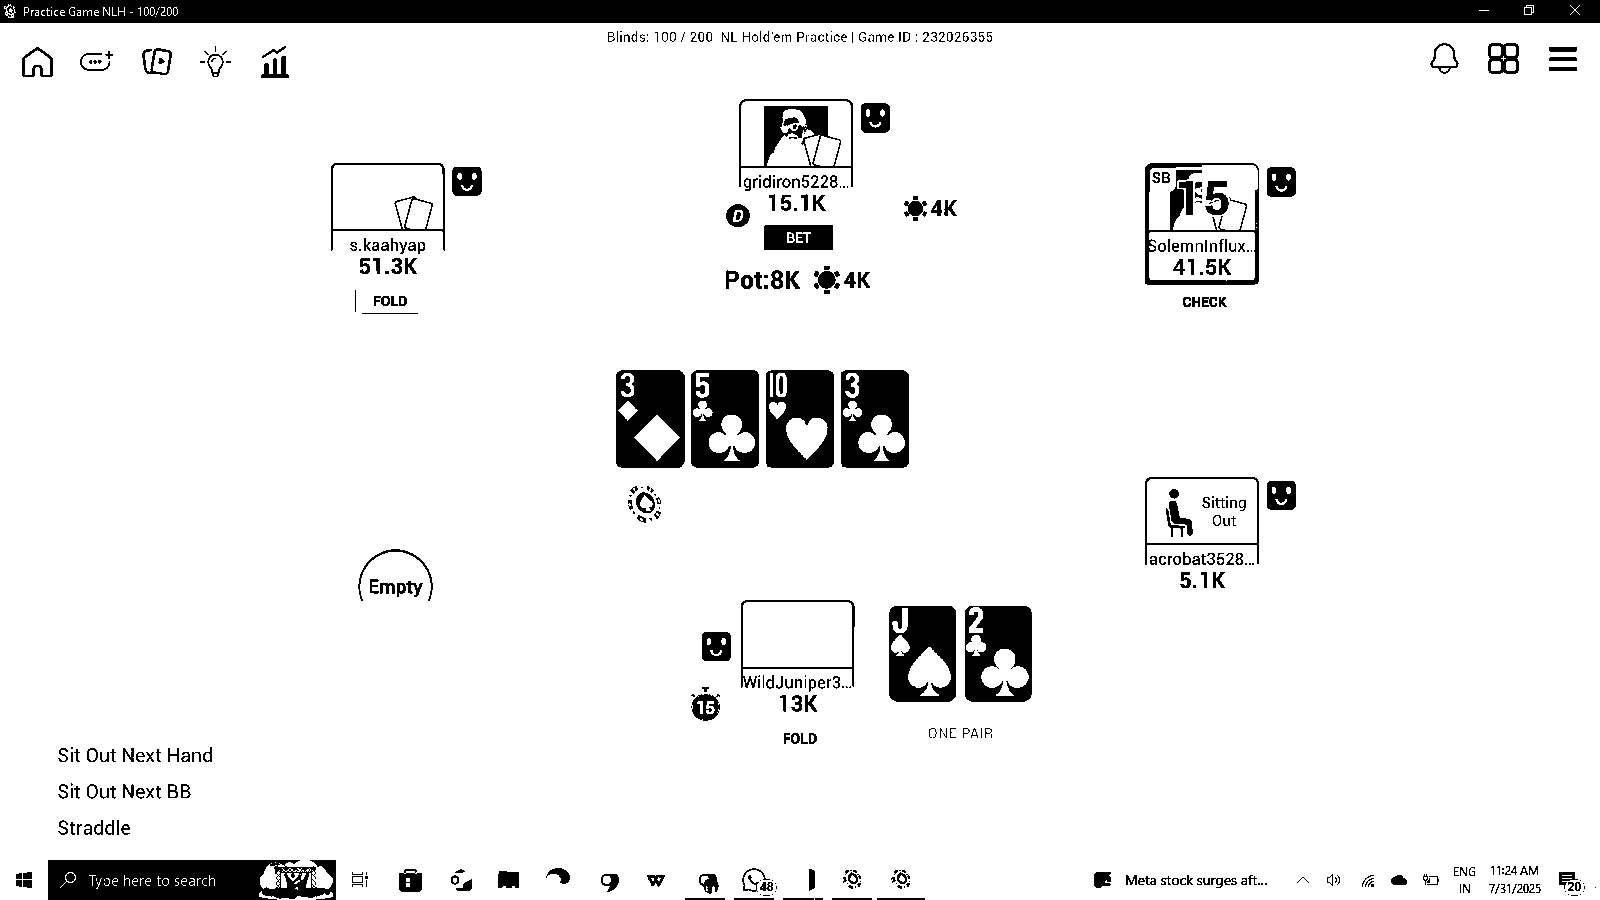 Practice Game NLH - 100/200
Blinds: 100 / 200 NL Hold'em Practice | Game ID : 232026355
gridiron5228...
15.1K
D
4K
BET
Pot:8K 4K
s.kaahyap
51.3K
FOLD
SB
15
SolemnInflux...
41.5K
CHECK
3 5 10 3
Sitting
Out
acrobat3528...
5.1K
Empty
J 2
WildJuniper3...
15
13K
FOLD
ONE PAIR
Sit Out Next Hand
Sit Out Next BB
Straddle
Type here to search
48
Meta stock surges aft...
ENG
IN
11:24 AM
7/31/2025
20